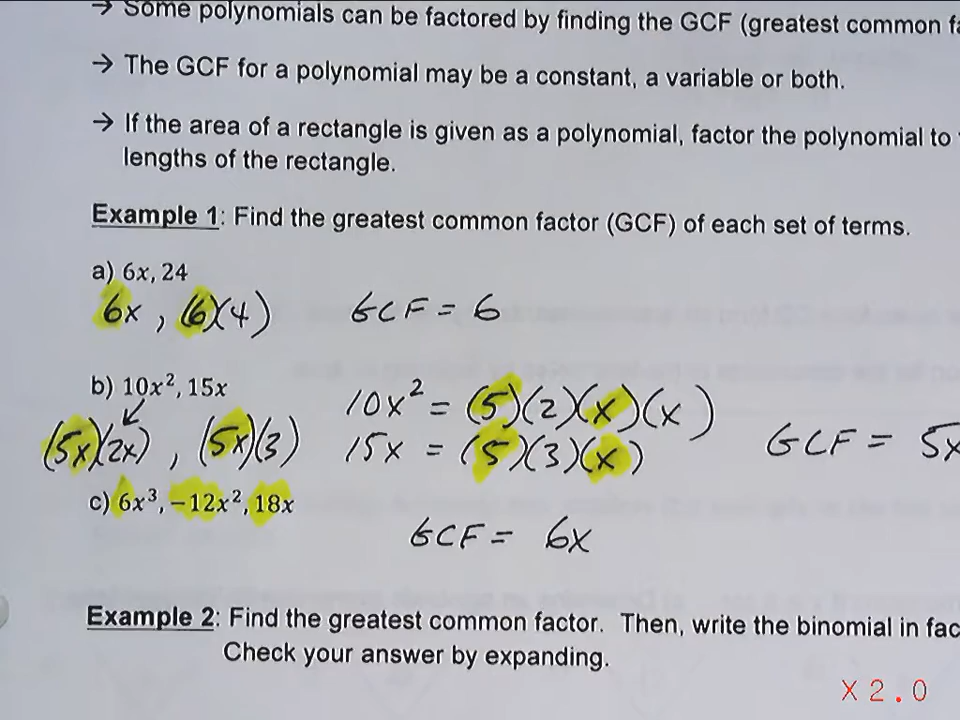 → Some polynomials can be factored by finding the GCF (greatest common
→ The GCF for a polynomial may be a constant, a variable or both.
→ If the area of a rectangle is given as a polynomial, factor the polynomial to
lengths of the rectangle.
Example 1: Find the greatest common factor (GCF) of each set of terms.
a) 6x, 24
6x , (6)(4) GCF = 6
b) 10x², 15x
10x² = (5)(2)(x)(x)
(5x)(2x) , (5x)(3)
15x = (5)(3)(x)
GCF = 5x
c) 6x³, −12x², 18x
GCF = 6x
Example 2: Find the greatest common factor. Then, write the binomial in
Check your answer by expanding.
X2.0